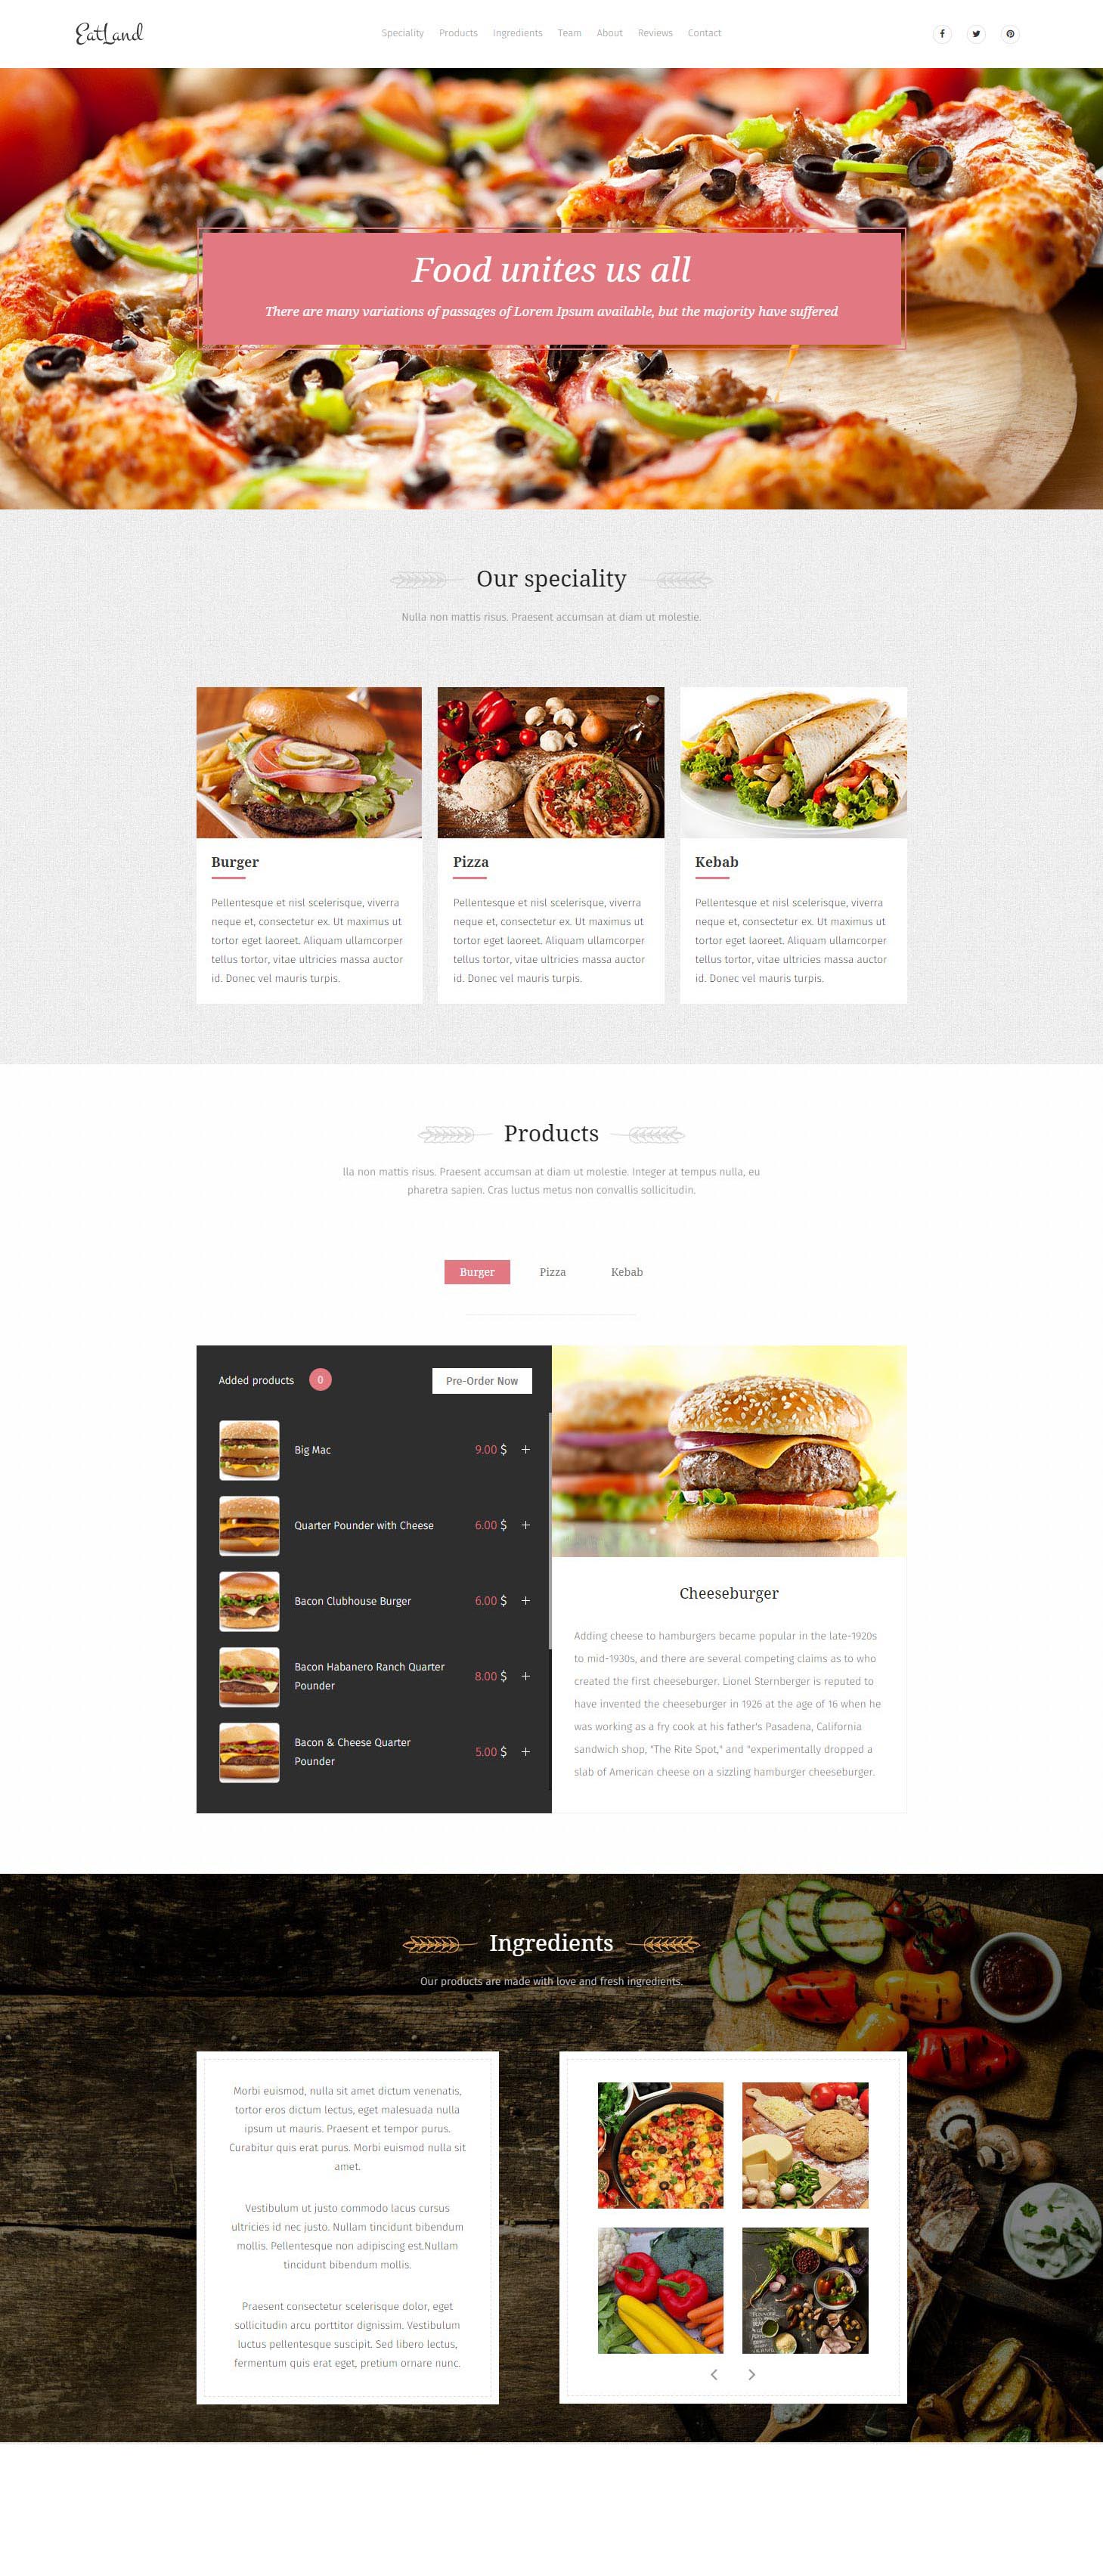 EatLand
Speciality Products Ingredients Team About Reviews Contact
Food unites us all
There are many variations of passages of Lorem Ipsum available, but the majority have suffered
Our speciality
Nulla non mattis risus. Praesent accumsan at diam ut molestie.
Burger
Pellentesque et nisl scelerisque, viverra
neque et, consectetur ex. Ut maximus ut
tortor eget laoreet. Aliquam ullamcorper
tellus tortor, vitae ultricies massa auctor
id. Donec vel mauris turpis.
Pizza
Pellentesque et nisl scelerisque, viverra
neque et, consectetur ex. Ut maximus ut
tortor eget laoreet. Aliquam ullamcorper
tellus tortor, vitae ultricies massa auctor
id. Donec vel mauris turpis.
Kebab
Pellentesque et nisl scelerisque, viverra
neque et, consectetur ex. Ut maximus ut
tortor eget laoreet. Aliquam ullamcorper
tellus tortor, vitae ultricies massa auctor
id. Donec vel mauris turpis.
Products
lla non mattis risus. Praesent accumsan at diam ut molestie. Integer at tempus nulla, eu
pharetra sapien. Cras luctus metus non convallis sollicitudin.
Burger Pizza Kebab
Added products 0 Pre-Order Now
Big Mac 9.00 $ +
Quarter Pounder with Cheese 6.00 $ +
Bacon Clubhouse Burger 6.00 $ +
Bacon Habanero Ranch Quarter
Pounder 8.00 $ +
Bacon & Cheese Quarter
Pounder 5.00 $ +
Cheeseburger
Adding cheese to hamburgers became popular in the late-1920s
to mid-1930s, and there are several competing claims as to who
created the first cheeseburger. Lionel Sternberger is reputed to
have invented the cheeseburger in 1926 at the age of 16 when he
was working as a fry cook at his father's Pasadena, California
sandwich shop, "The Rite Spot," and "experimentally dropped a
slab of American cheese on a sizzling hamburger cheeseburger.
Ingredients
Our products are made with love and fresh ingredients.
Morbi euismod, nulla sit amet dictum venenatis,
tortor eros dictum lectus, eget malesuada nulla
ipsum ut mauris. Praesent et tempor purus.
Curabitur quis erat purus. Morbi euismod nulla sit
amet.
Vestibulum ut justo commodo lacus cursus
ultricies id nec justo. Nullam tincidunt bibendum
mollis. Pellentesque non adipiscing est.Nullam
tincidunt bibendum mollis.
Praesent consectetur scelerisque dolor, eget
sollicitudin arcu porttitor dignissim. Vestibulum
luctus pellentesque suscipit. Sed libero lectus,
fermentum quis erat eget, pretium ornare nunc.